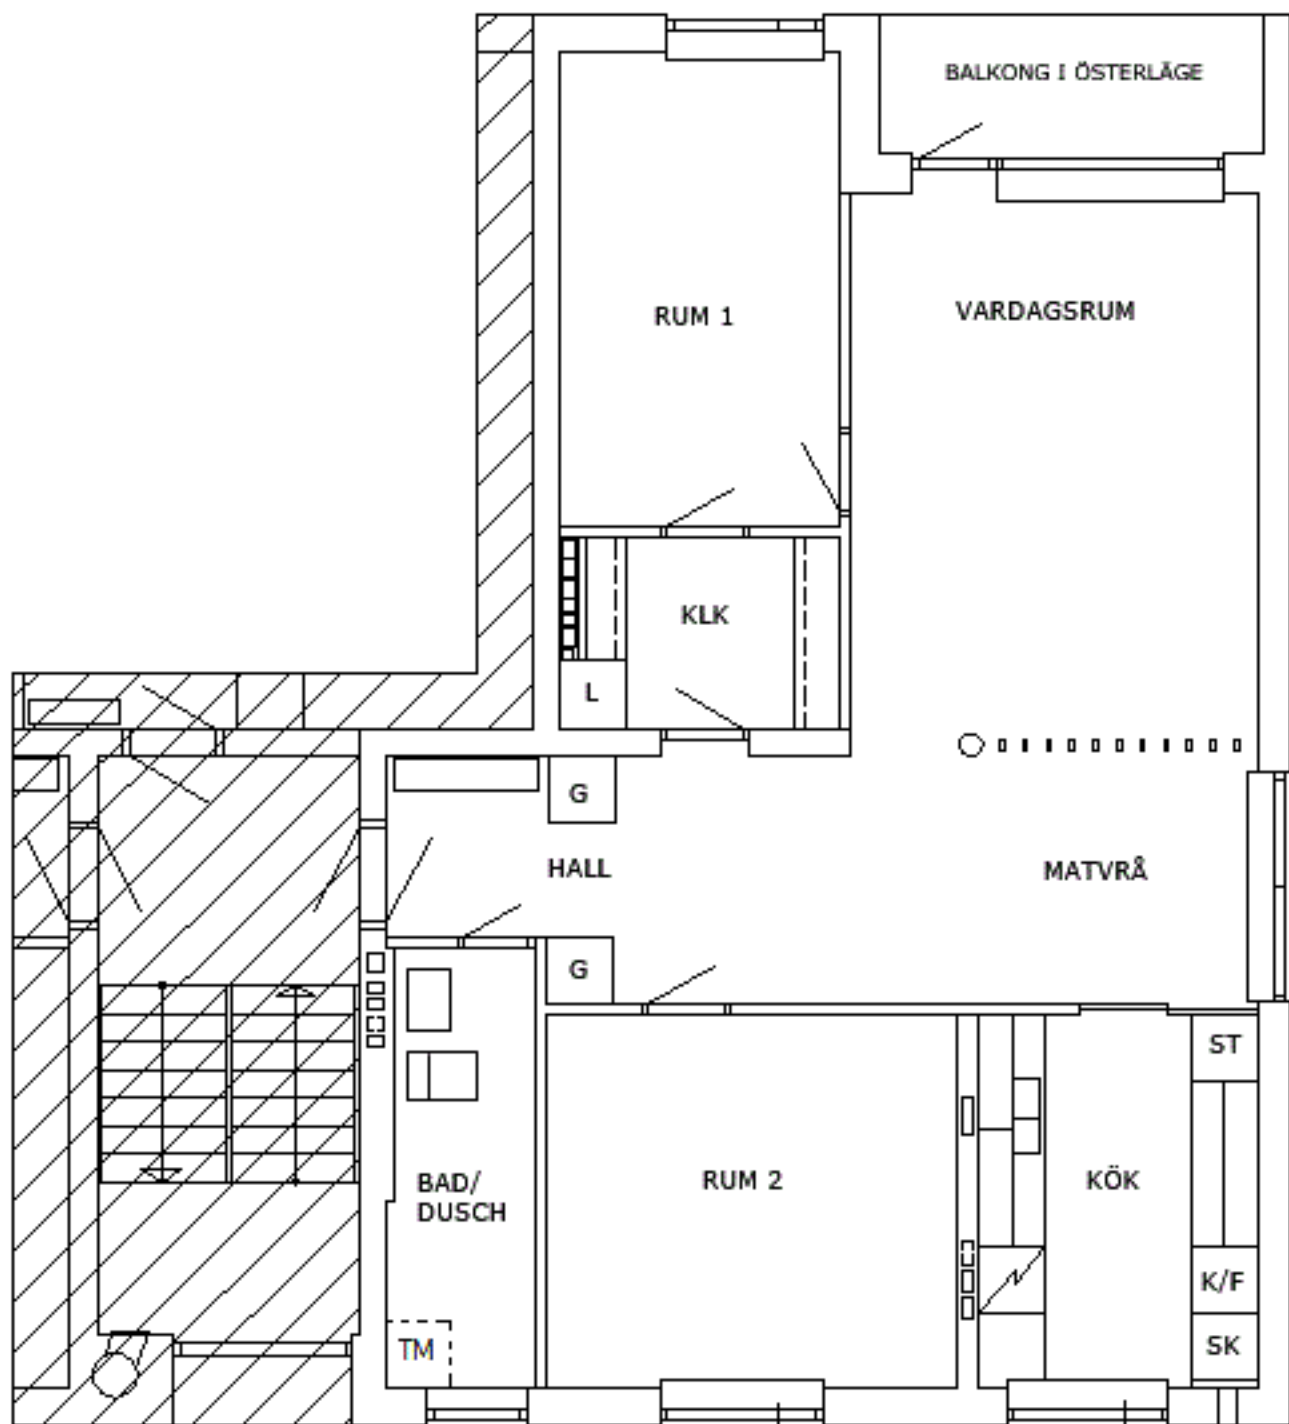 BALKONG I ÖSTERLÄGE
RUM 1
VARDAGSRUM
KLK
L
G
HALL
MATVRÅ
G
ST
BAD/
DUSCH
RUM 2
KÖK
K/F
TM
SK